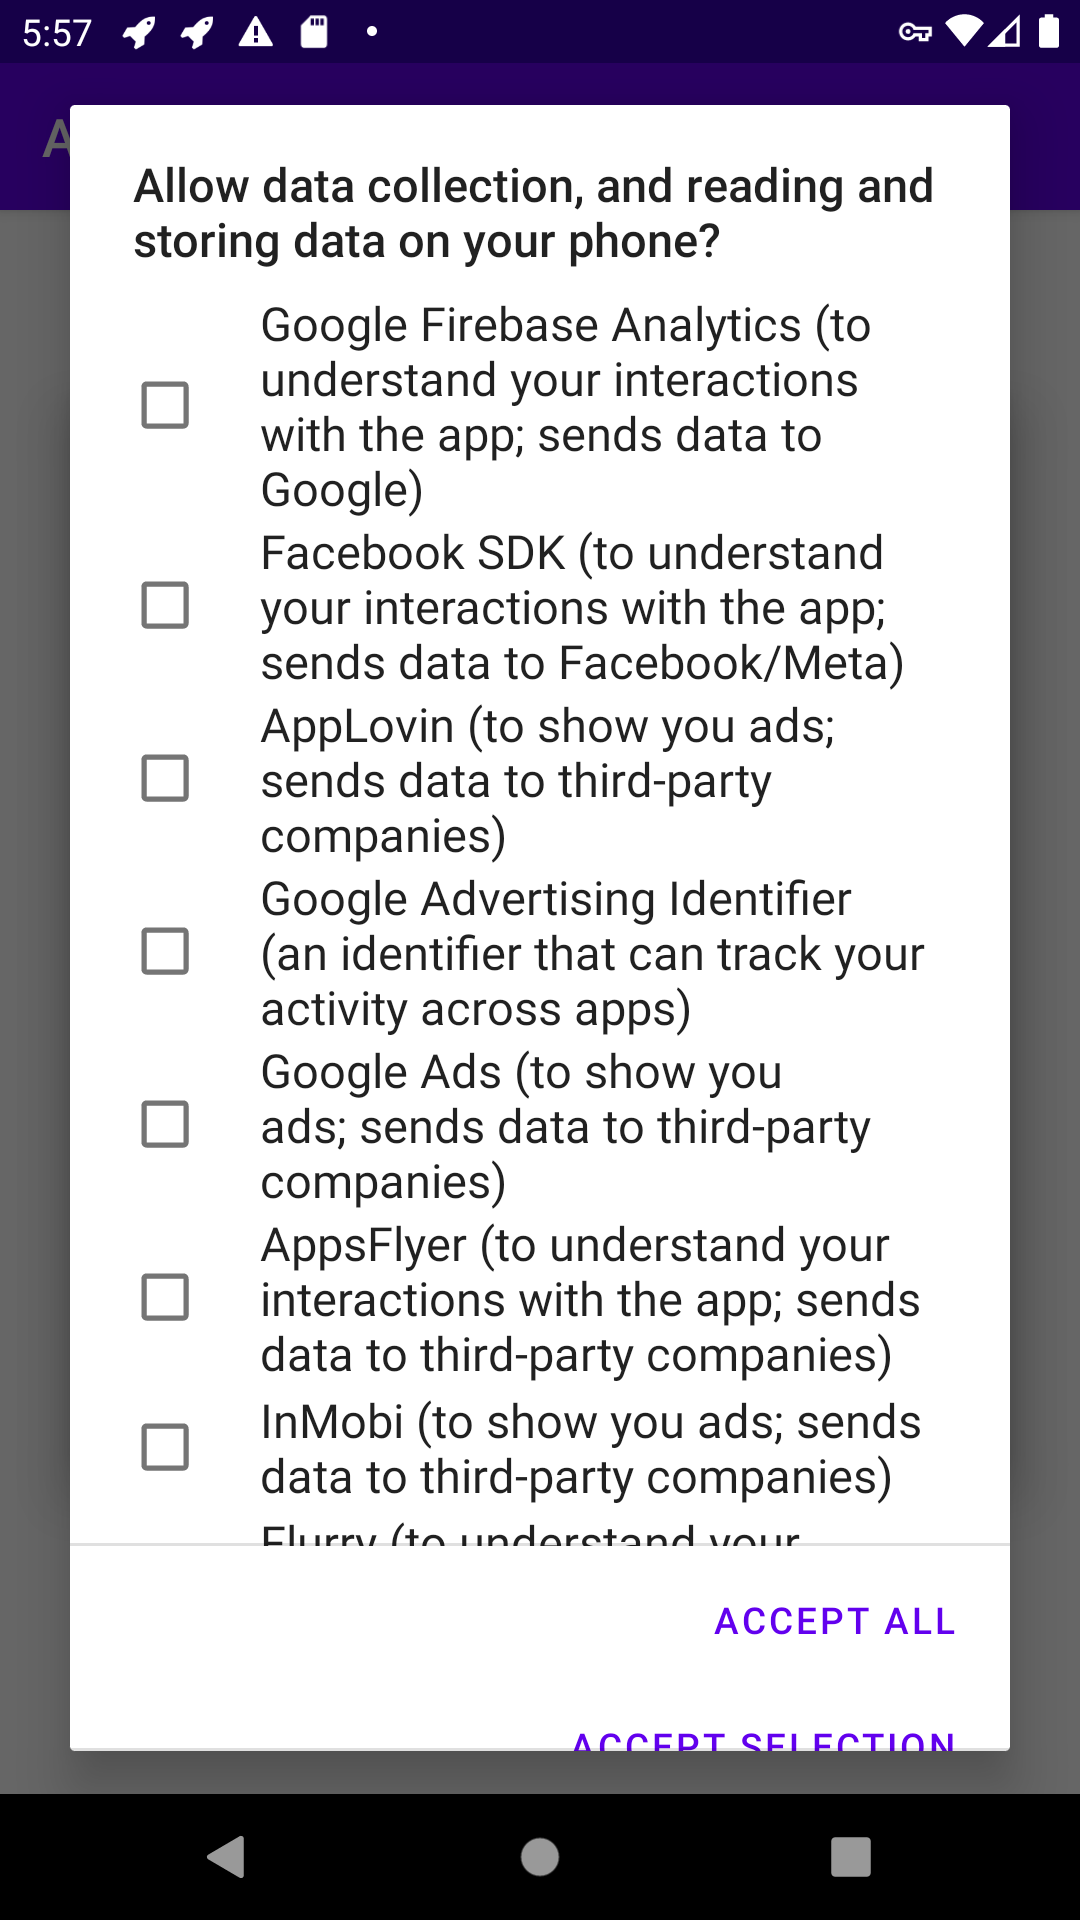 5:57
A
Allow data collection, and reading and
storing data on your phone?
Google Firebase Analytics (to
understand your interactions
with the app; sends data to
Google)
Facebook SDK (to understand
your interactions with the app;
sends data to Facebook/Meta)
AppLovin (to show you ads;
sends data to third-party
companies)
Google Advertising Identifier
(an identifier that can track your
activity across apps)
Google Ads (to show you
ads; sends data to third-party
companies)
AppsFlyer (to understand your
interactions with the app; sends
data to third-party companies)
InMobi (to show you ads; sends
data to third-party companies)
Flurry (to understand your
ACCEPT ALL
ACCEPT SELECTION